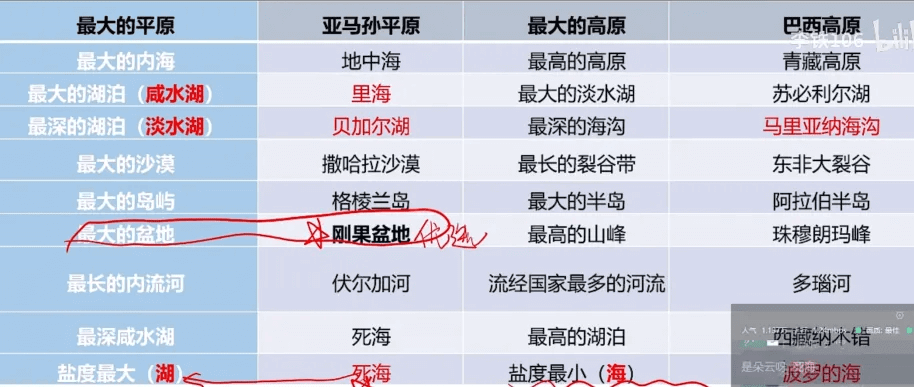 最大的平原 亚马孙平原 最大的高原 巴西高原
李铁106 bili
最大的内海 地中海 最高的高原 青藏高原
最大的湖泊（咸水湖） 里海 最大的淡水湖 苏必利尔湖
最深的湖泊（淡水湖） 贝加尔湖 最深的海沟 马里亚纳海沟
最大的沙漠 撒哈拉沙漠 最长的裂谷带 东非大裂谷
最大的岛屿 格棱兰岛 最大的半岛 阿拉伯半岛
最大的盆地 刚果盆地 优选 最高的山峰 珠穆朗玛峰
最长的内流河 伏尔加河 流经国家最多的河流 多瑙河
人气
最深咸水湖 死海 最高的湖泊 西藏纳木错
是朵云
盐度最大（湖） 死海 盐度最小（海） 波罗的海